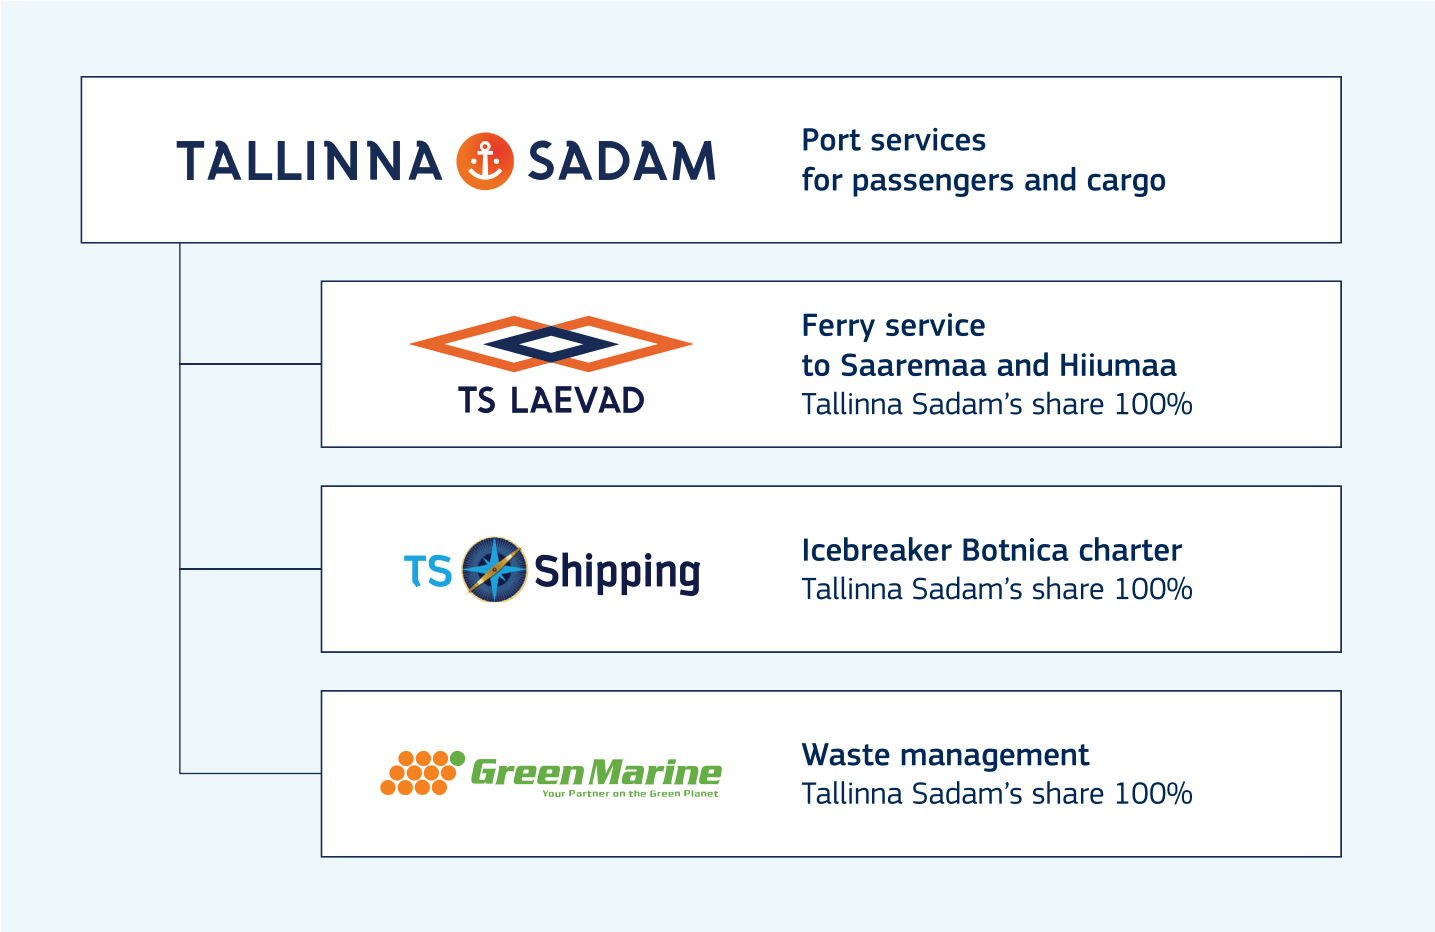 TALLINNA SADAM
Port services
for passengers and cargo
TS LAEVAD
Ferry service
to Saaremaa and Hiiumaa
Tallinna Sadam’s share 100%
TS Shipping
Icebreaker Botnica charter
Tallinna Sadam’s share 100%
Green Marine
Your Partner on the Green Planet
Waste management
Tallinna Sadam’s share 100%